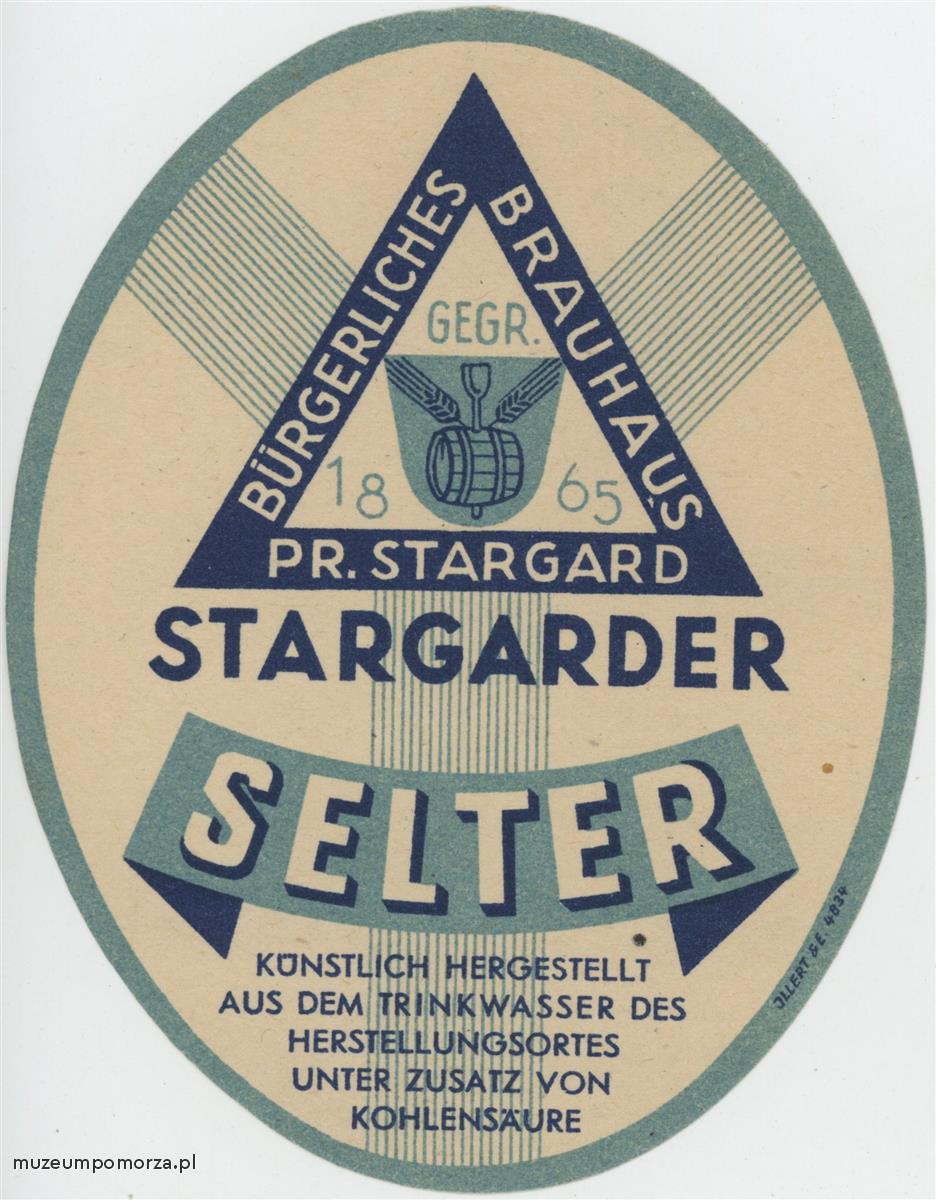 BÜRGERLICHES BRAUHAUS
GEGR.
18 65
PR. STARGARD
STARGARDER
SELTER
KÜNSTLICH HERGESTELLT
AUS DEM TRINKWASSER DES
HERSTELLUNGSORTES
UNTER ZUSATZ VON
KOHLENSÄURE
JLLERT & E. 4834
muzeumpomorza.pl